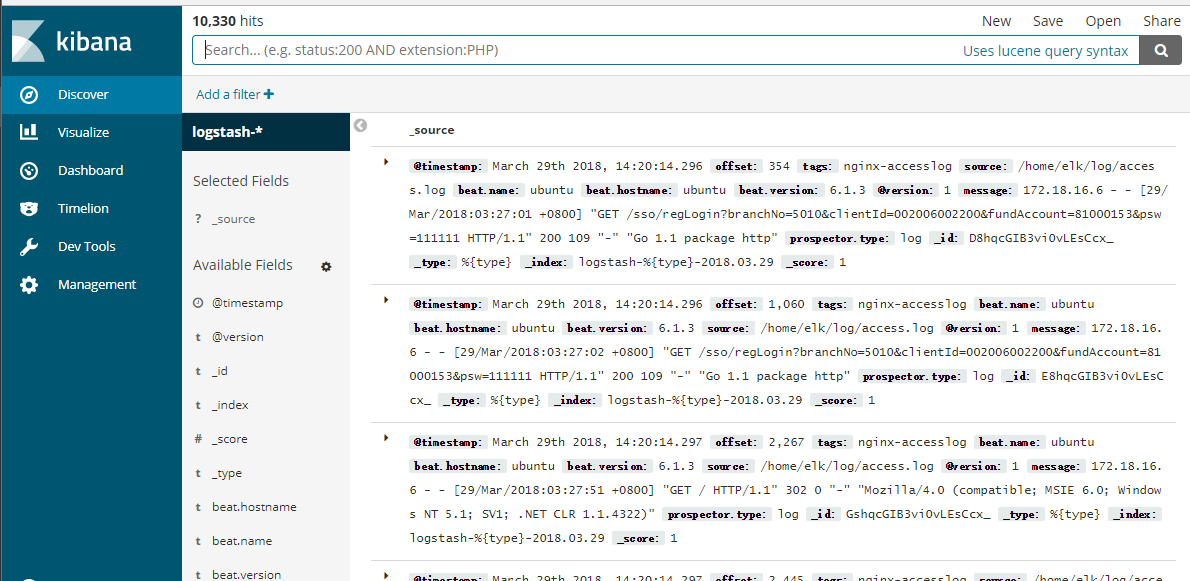 10,330 hits
New Save Open Share
kibana
Search... (e.g. status:200 AND extension:PHP)
Uses lucene query syntax
Discover
Visualize
Dashboard
Timelion
Dev Tools
Management
Add a filter +
logstash-*
Selected Fields
? _source
Available Fields
@timestamp
t @version
t _id
t _index
# _score
t _type
t beat.hostname
t beat.name
t beat.version
_source
@timestamp: March 29th 2018, 14:20:14.296 offset: 354 tags: nginx-accesslog source: /home/elk/log/acces
s.log beat.name: ubuntu beat.hostname: ubuntu beat.version: 6.1.3 @version: 1 message: 172.18.16.6 - - [29/
Mar/2018:03:27:01 +0800] "GET /sso/regLogin?branchNo=5010&clientId=002006002200&fundAccount=81000153&psw
=111111 HTTP/1.1" 200 109 "-" "Go 1.1 package http" prospector.type: log _id: D8hqcGIB3viOvLEsCcx_
_type: %{type} _index: logstash-%{type}-2018.03.29 _score: 1
@timestamp: March 29th 2018, 14:20:14.296 offset: 1,060 tags: nginx-accesslog beat.name: ubuntu
beat.hostname: ubuntu beat.version: 6.1.3 source: /home/elk/log/access.log @version: 1 message: 172.18.16.
6 - - [29/Mar/2018:03:27:02 +0800] "GET /sso/regLogin?branchNo=5010&clientId=002006002200&fundAccount=81
000153&psw=111111 HTTP/1.1" 200 109 "-" "Go 1.1 package http" prospector.type: log _id: E8hqcGIB3viOvLEsC
cx_ _type: %{type} _index: logstash-%{type}-2018.03.29 _score: 1
@timestamp: March 29th 2018, 14:20:14.297 offset: 2,267 tags: nginx-accesslog beat.name: ubuntu
beat.hostname: ubuntu beat.version: 6.1.3 source: /home/elk/log/access.log @version: 1 message: 172.18.16.
6 - - [29/Mar/2018:03:27:51 +0800] "GET / HTTP/1.1" 302 0 "-" "Mozilla/4.0 (compatible; MSIE 6.0; Window
s NT 5.1; SV1; .NET CLR 1.1.4322)" prospector.type: log _id: GshqcGIB3viOvLEsCcx_ _type: %{type} _index:
logstash-%{type}-2018.03.29 _score: 1
@timestamp: March 29th 2018, 14:20:14.297 offset: 2,445 tags: nginx-accesslog source: /home/elk/log/acce